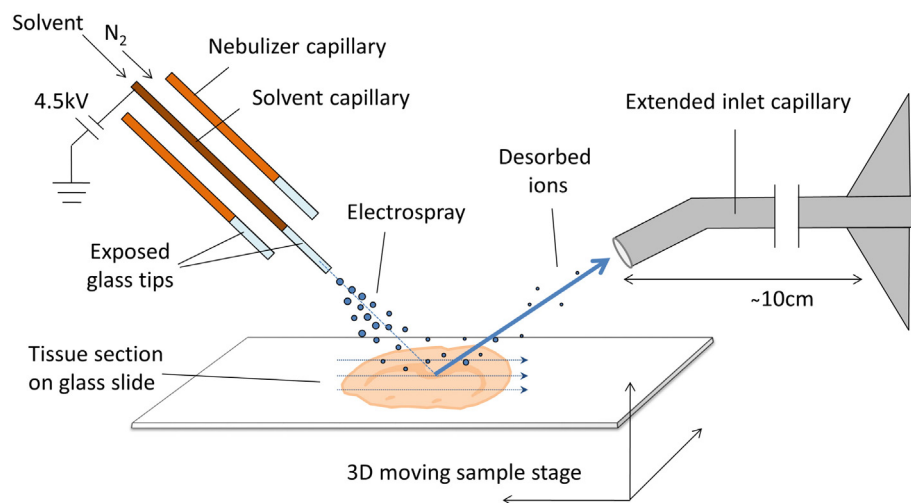 Solvent
N2
Nebulizer capillary
4.5kV
Solvent capillary
Extended inlet capillary
Desorbed
ions
Electrospray
Exposed
glass tips
~10cm
Tissue section
on glass slide
3D moving sample stage